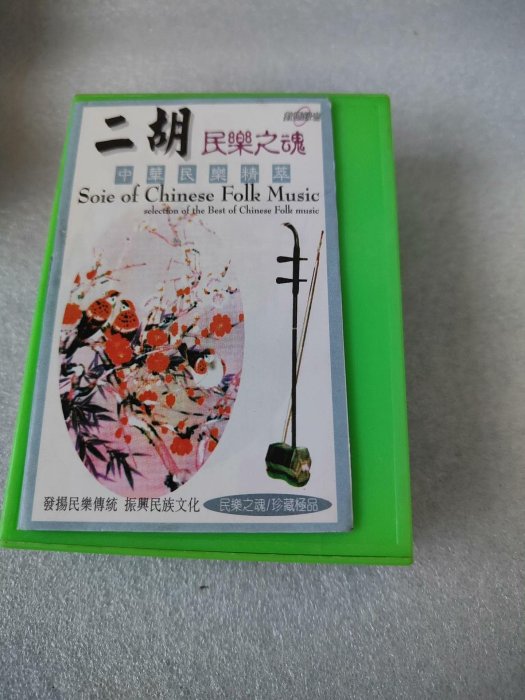 二胡 民樂之魂
中華民樂精萃
Soie of Chinese Folk Music
selection of the Best of Chinese Folk music
發揚民樂傳統 振興民族文化 民樂之魂/珍藏極品